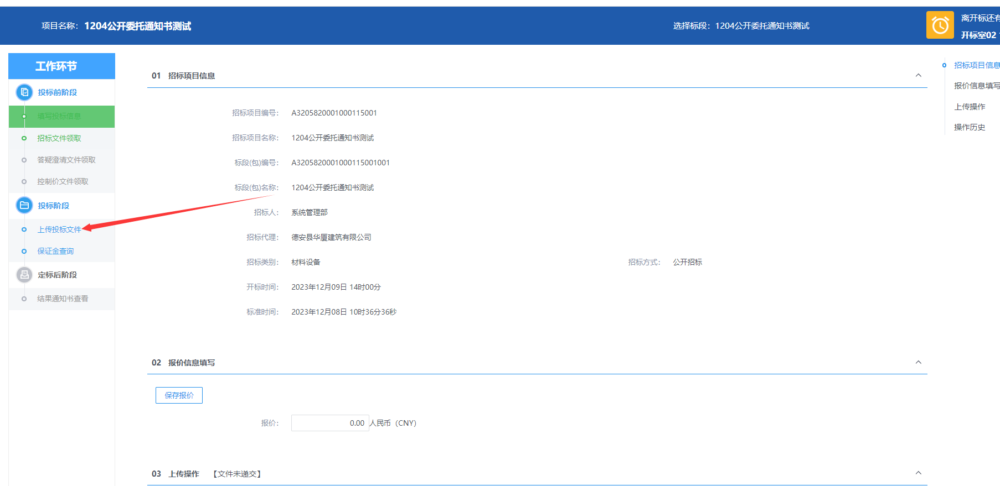 项目名称： 1204公开委托通知书测试
选择标段：1204公开委托通知书测试
离开标还有
开标室02
工作环节
投标前阶段
填写投标信息
招标文件领取
答疑澄清文件领取
控制价文件领取
投标阶段
上传投标文件
保证金查询
定标后阶段
结果通知书查看
01 招标项目信息
招标项目编号： A3205820001000115001
招标项目名称： 1204公开委托通知书测试
标段(包)编号： A3205820001000115001001
标段(包)名称： 1204公开委托通知书测试
招标人： 系统管理部
招标代理： 德安县华厦建筑有限公司
招标类别： 材料设备 招标方式： 公开招标
开标时间： 2023年12月09日 14时00分
标准时间： 2023年12月08日 10时36分36秒
02 报价信息填写
保存报价
报价： 0.00 人民币（CNY）
03 上传操作 【文件未递交】
招标项目信息
报价信息填写
上传操作
操作历史